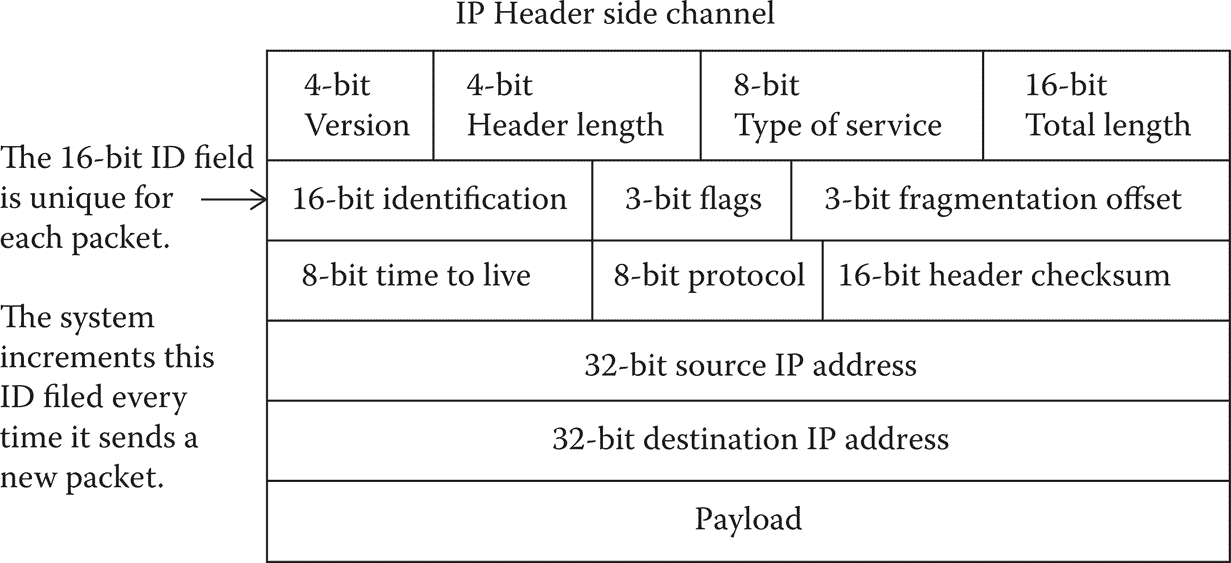 IP Header side channel
4-bit
Version
4-bit
Header length
8-bit
Type of service
16-bit
Total length
The 16-bit ID field
is unique for
each packet.
16-bit identification
3-bit flags
3-bit fragmentation offset
8-bit time to live
8-bit protocol
16-bit header checksum
The system
increments this
ID filed every
time it sends a
new packet.
32-bit source IP address
32-bit destination IP address
Payload